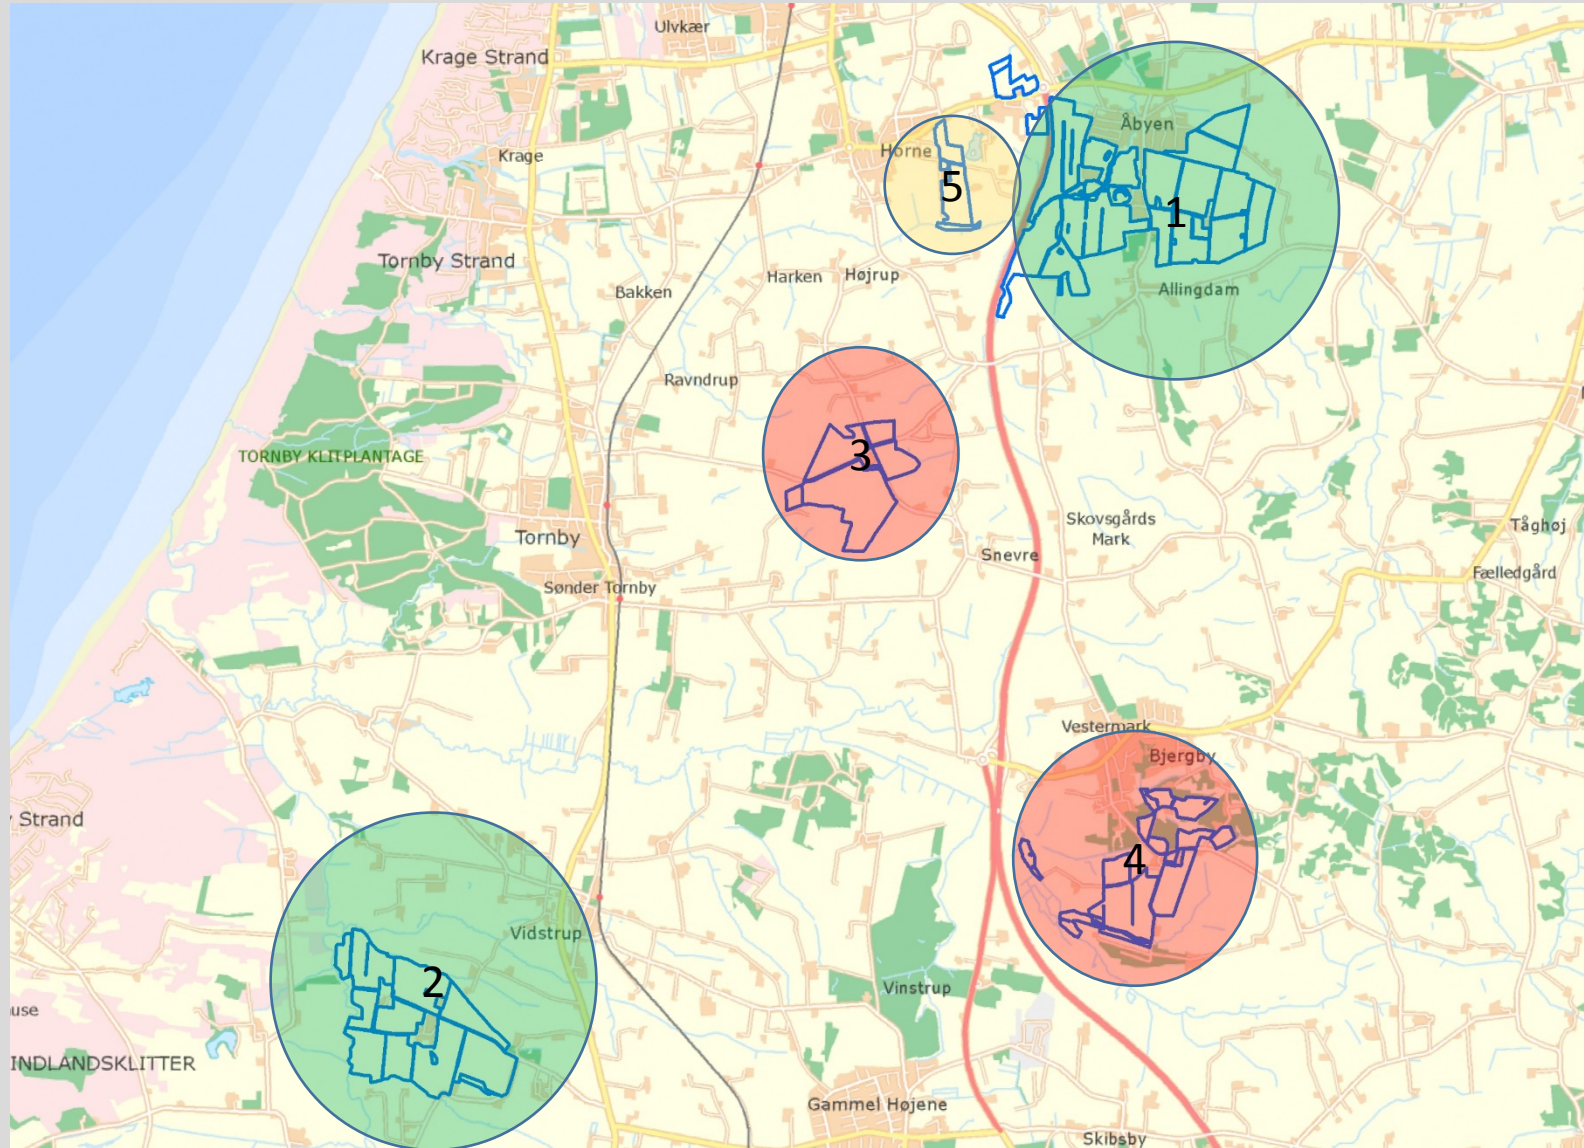 Ulvkær
Krage Strand
Åbyen
Horne
Krage
5
1
Tornby Strand
Harken
Højrup
Bakken
Allingdam
Ravndrup
TORNBY KLITPLANTAGE
3
Skovsgårds
Mark
Tåghøj
Tornby
Snevre
Fælledgård
Sønder Tornby
Vestermark
Bjergby
Strand
4
Vidstrup
2
Vinstrup
use
INDLANDSKLITTER
Gammel Højene
Skibsby